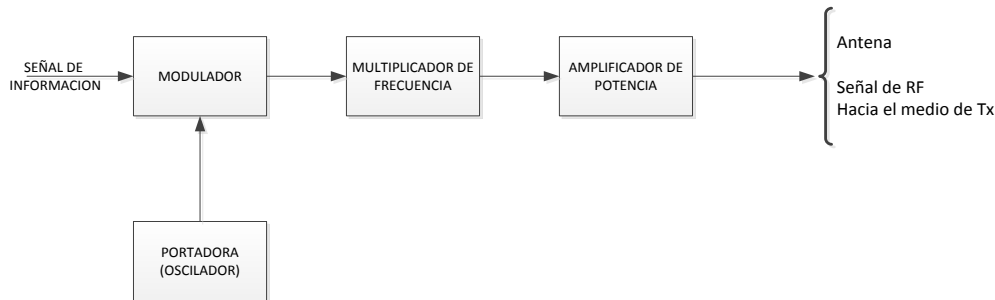 SEÑAL DE
INFORMACION
MODULADOR
MULTIPLICADOR DE
FRECUENCIA
AMPLIFICADOR DE
POTENCIA
Antena
Señal de RF
Hacia el medio de Tx
PORTADORA
(OSCILADOR)